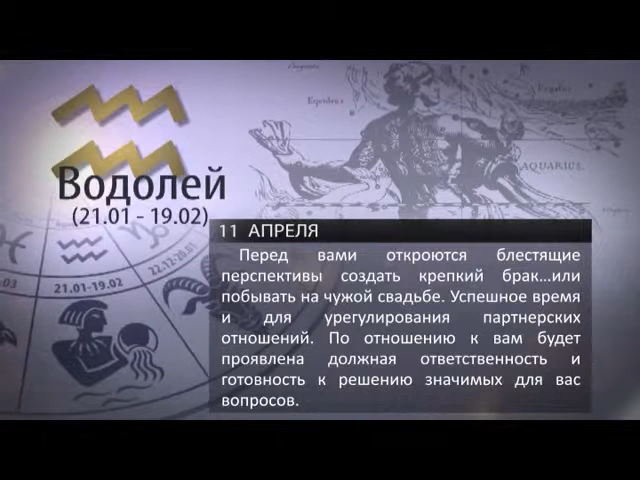 Equuleus
AQUARIUS.
Водолей
(21.01 - 19.02)
21.01-19.02
22.12-20.01
.03
11 АПРЕЛЯ
Перед вами откроются блестящие
перспективы создать крепкий брак...или
побывать на чужой свадьбе. Успешное время
и для урегулирования партнерских
отношений. По отношению к вам будет
проявлена должная ответственность и
готовность к решению значимых для вас
вопросов.